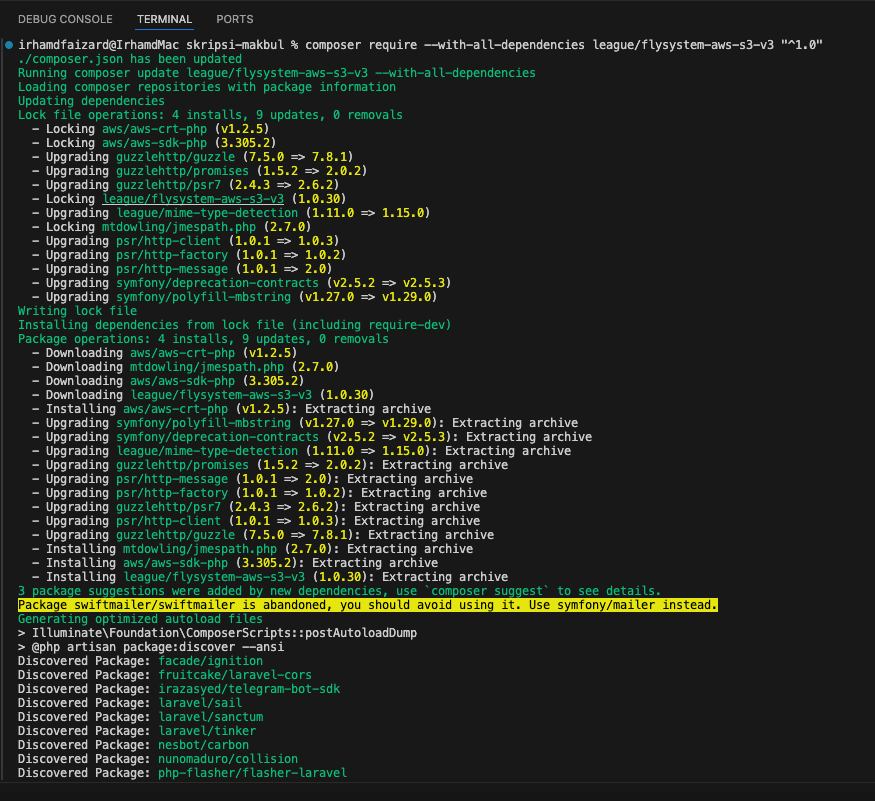 DEBUG CONSOLE TERMINAL PORTS
irhamdfaizard@IrhamdMac skripsi-makbul % composer require --with-all-dependencies league/flysystem-aws-s3-v3 "^1.0"
./composer.json has been updated
Running composer update league/flysystem-aws-s3-v3 --with-all-dependencies
Loading composer repositories with package information
Updating dependencies
Lock file operations: 4 installs, 9 updates, 0 removals
- Locking aws/aws-crt-php (v1.2.5)
- Locking aws/aws-sdk-php (3.305.2)
- Upgrading guzzlehttp/guzzle (7.5.0 => 7.8.1)
- Upgrading guzzlehttp/promises (1.5.2 => 2.0.2)
- Upgrading guzzlehttp/psr7 (2.4.3 => 2.6.2)
- Locking league/flysystem-aws-s3-v3 (1.0.30)
- Upgrading league/mime-type-detection (1.11.0 => 1.15.0)
- Locking mtdowling/jmespath.php (2.7.0)
- Upgrading psr/http-client (1.0.1 => 1.0.3)
- Upgrading psr/http-factory (1.0.1 => 1.0.2)
- Upgrading psr/http-message (1.0.1 => 2.0)
- Upgrading symfony/deprecation-contracts (v2.5.2 => v2.5.3)
- Upgrading symfony/polyfill-mbstring (v1.27.0 => v1.29.0)
Writing lock file
Installing dependencies from lock file (including require-dev)
Package operations: 4 installs, 9 updates, 0 removals
- Downloading aws/aws-crt-php (v1.2.5)
- Downloading mtdowling/jmespath.php (2.7.0)
- Downloading aws/aws-sdk-php (3.305.2)
- Downloading league/flysystem-aws-s3-v3 (1.0.30)
- Installing aws/aws-crt-php (v1.2.5): Extracting archive
- Upgrading symfony/polyfill-mbstring (v1.27.0 => v1.29.0): Extracting archive
- Upgrading symfony/deprecation-contracts (v2.5.2 => v2.5.3): Extracting archive
- Upgrading league/mime-type-detection (1.11.0 => 1.15.0): Extracting archive
- Upgrading guzzlehttp/promises (1.5.2 => 2.0.2): Extracting archive
- Upgrading psr/http-message (1.0.1 => 2.0): Extracting archive
- Upgrading psr/http-factory (1.0.1 => 1.0.2): Extracting archive
- Upgrading guzzlehttp/psr7 (2.4.3 => 2.6.2): Extracting archive
- Upgrading psr/http-client (1.0.1 => 1.0.3): Extracting archive
- Upgrading guzzlehttp/guzzle (7.5.0 => 7.8.1): Extracting archive
- Installing mtdowling/jmespath.php (2.7.0): Extracting archive
- Installing aws/aws-sdk-php (3.305.2): Extracting archive
- Installing league/flysystem-aws-s3-v3 (1.0.30): Extracting archive
3 package suggestions were added by new dependencies, use `composer suggest` to see details.
Package swiftmailer/swiftmailer is abandoned, you should avoid using it. Use symfony/mailer instead.
Generating optimized autoload files
> Illuminate\Foundation\ComposerScripts::postAutoloadDump
> @php artisan package:discover --ansi
Discovered Package: facade/ignition
Discovered Package: fruitcake/laravel-cors
Discovered Package: irazasyed/telegram-bot-sdk
Discovered Package: laravel/sail
Discovered Package: laravel/sanctum
Discovered Package: laravel/tinker
Discovered Package: nesbot/carbon
Discovered Package: nunomaduro/collision
Discovered Package: php-flasher/flasher-laravel